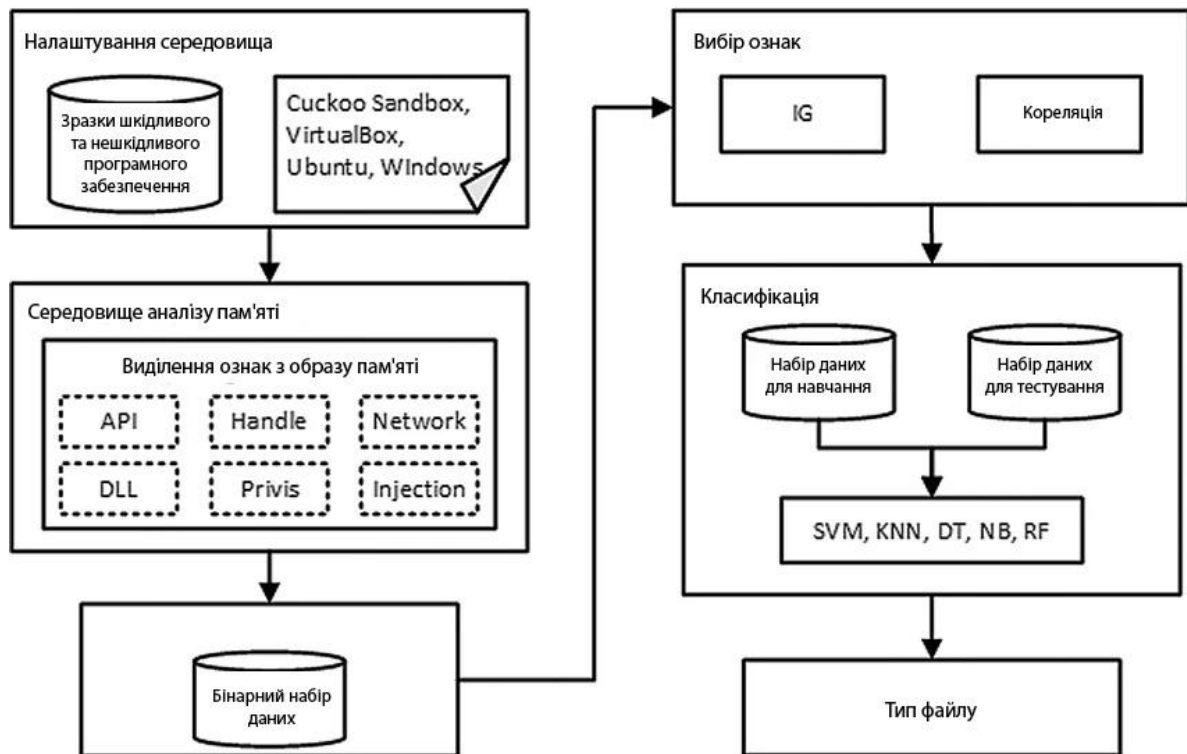 Налаштування середовища
Зразки шкідливого
та нешкідливого
програмного
забезпечення
Cuckoo Sandbox,
VirtualBox,
Ubuntu, WIndows
Середовище аналізу пам'яті
Виділення ознак з образу пам'яті
API
Handle
Network
DLL
Privis
Injection
Бінарний набір
даних
Вибір ознак
IG
Кореляція
Класифікація
Набір даних
для навчання
Набір даних
для тестування
SVM, KNN, DT, NB, RF
Тип файлу